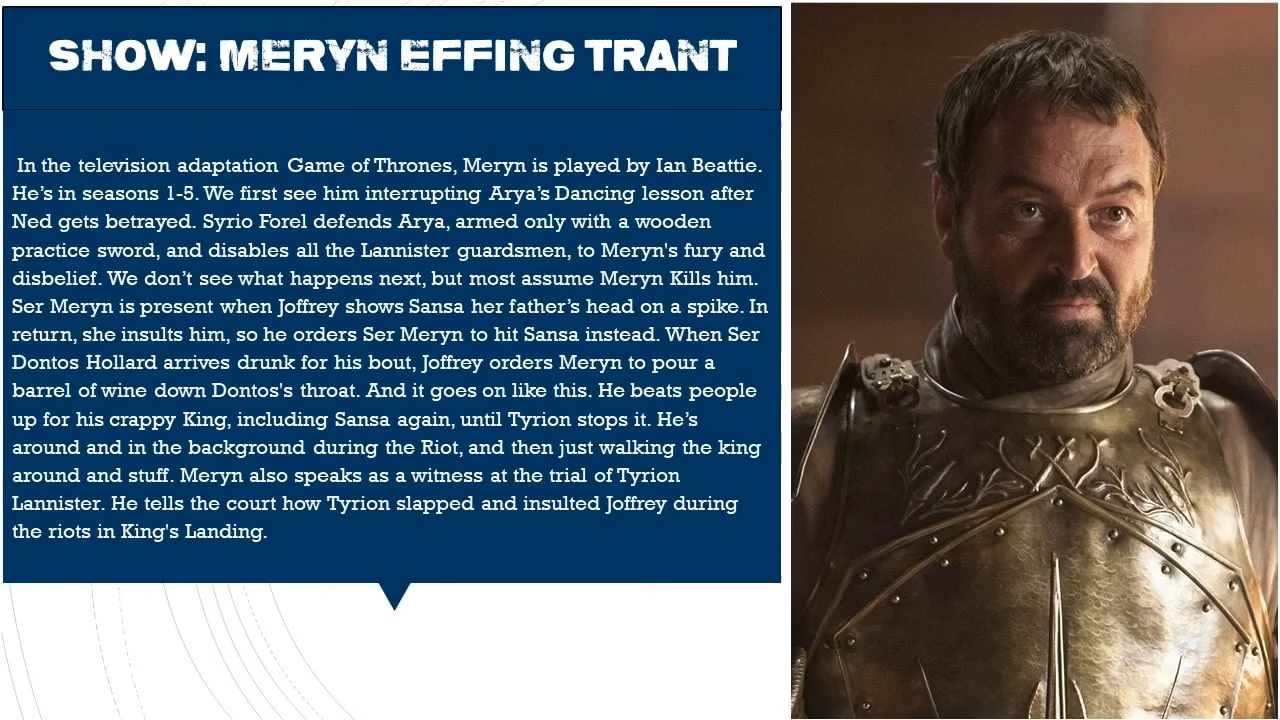 SHOW: MERYN EFFING TRANT
In the television adaptation Game of Thrones, Meryn is played by Ian Beattie.
He’s in seasons 1-5. We first see him interrupting Arya’s Dancing lesson after
Ned gets betrayed. Syrio Forel defends Arya, armed only with a wooden
practice sword, and disables all the Lannister guardsmen, to Meryn's fury and
disbelief. We don’t see what happens next, but most assume Meryn Kills him.
Ser Meryn is present when Joffrey shows Sansa her father’s head on a spike. In
return, she insults him, so he orders Ser Meryn to hit Sansa instead. When Ser
Dontos Hollard arrives drunk for his bout, Joffrey orders Meryn to pour a
barrel of wine down Dontos's throat. And it goes on like this. He beats people
up for his crappy King, including Sansa again, until Tyrion stops it. He’s
around and in the background during the Riot, and then just walking the king
around and stuff. Meryn also speaks as a witness at the trial of Tyrion
Lannister. He tells the court how Tyrion slapped and insulted Joffrey during
the riots in King's Landing.